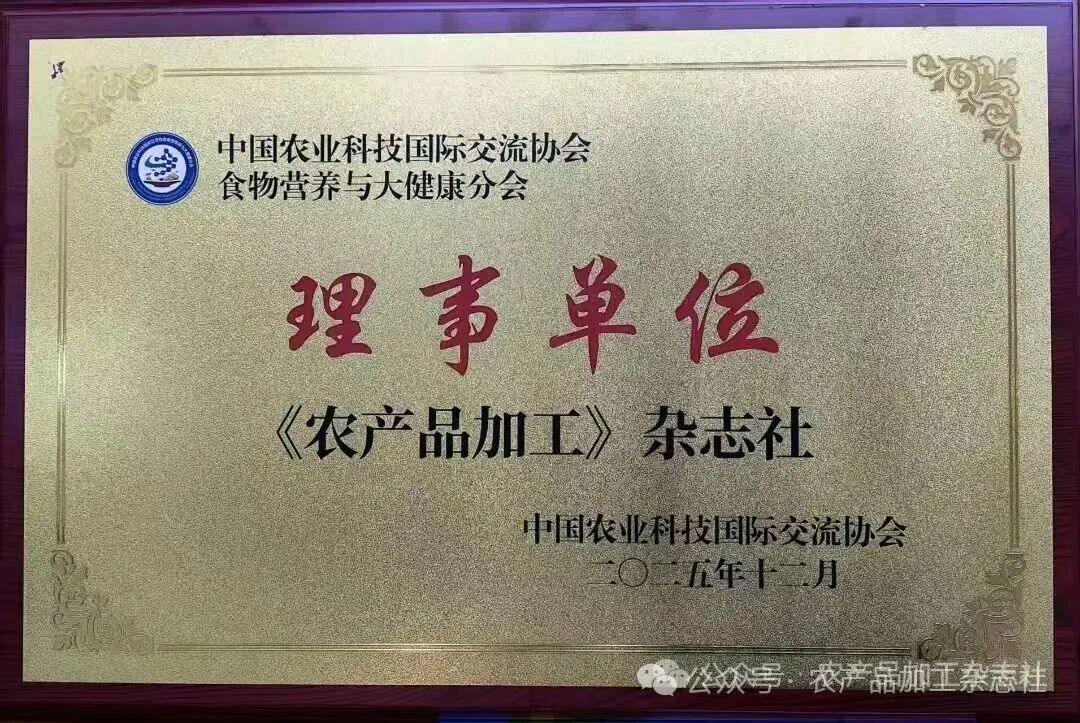 中国农业科技国际交流协会
食物营养与大健康分会
理事单位
《农产品加工》杂志社
中国农业科技国际交流协会
二〇二五年十二月
公众号·农产品加工杂志社